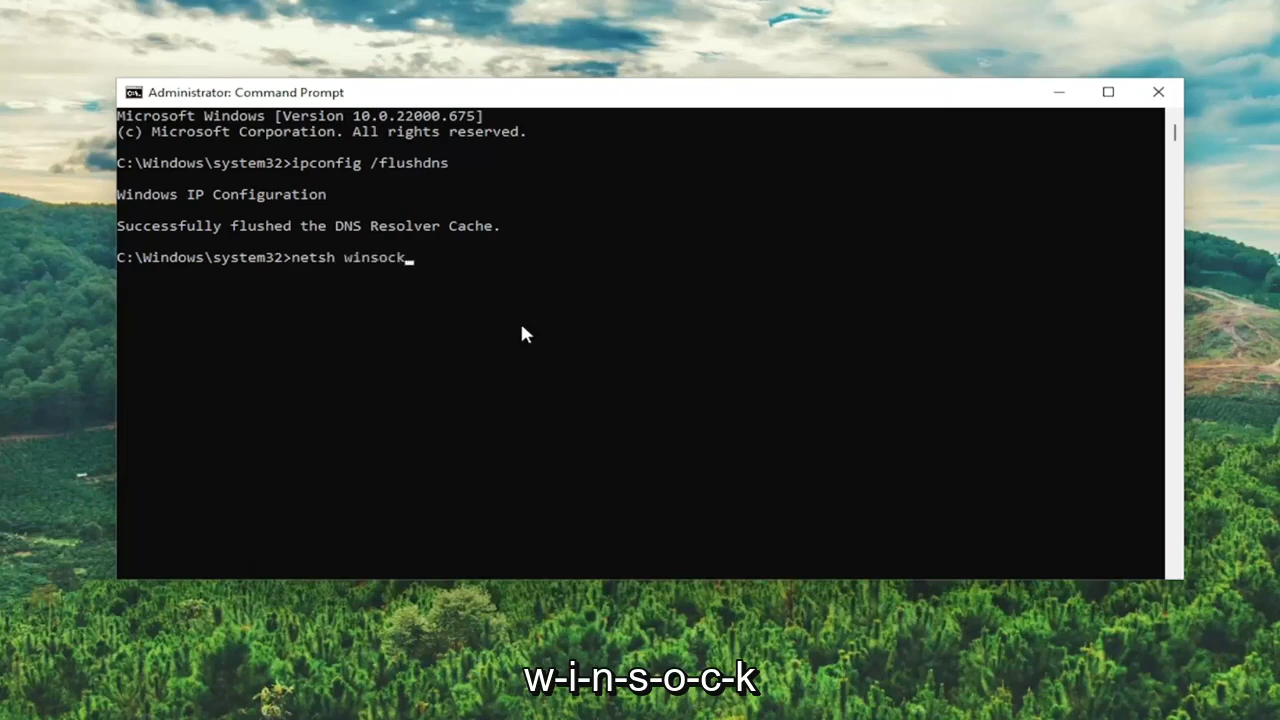 Administrator: Command Prompt
Microsoft Windows [Version 10.0.22000.675]
(c) Microsoft Corporation. All rights reserved.
C:\Windows\system32>ipconfig /flushdns
Windows IP Configuration
Successfully flushed the DNS Resolver Cache.
C:\Windows\system32>netsh winsock
w-i-n-s-o-c-k